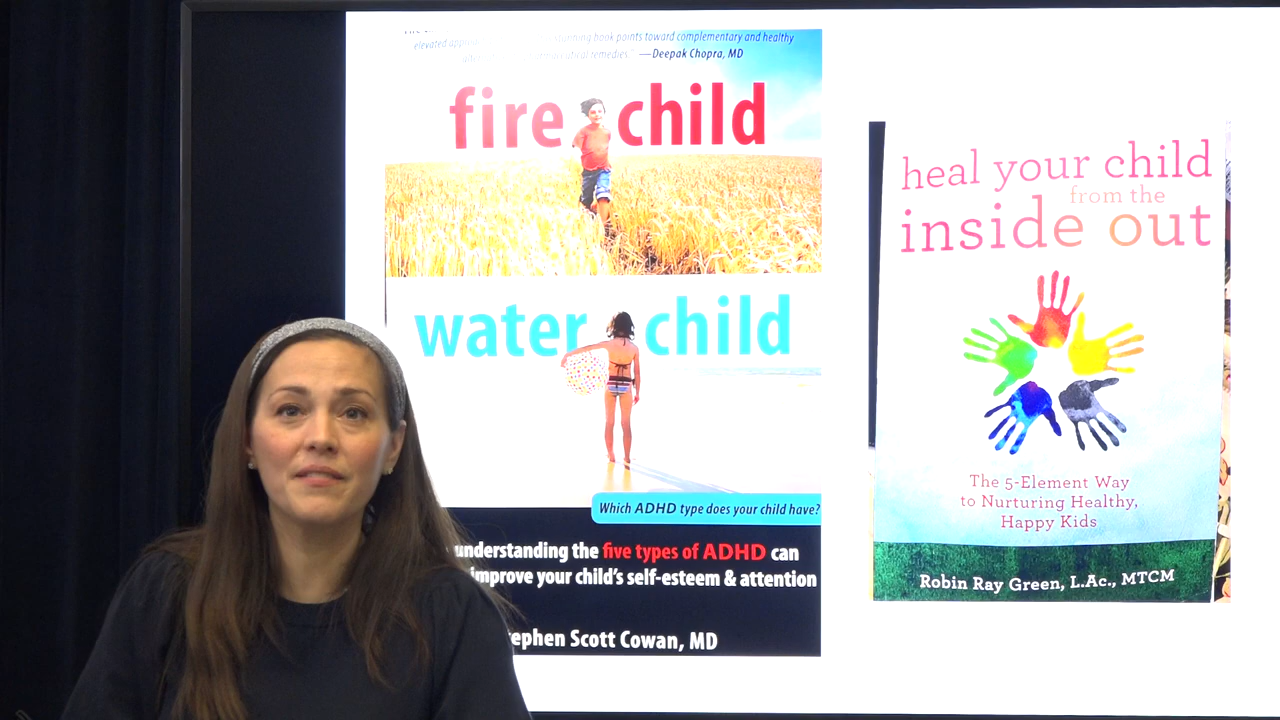 elevated appr stunning book points toward complementary and healthy
remedies." —Deepak Chopra, MD
fire child
water child
Which ADHD type does your child have?
understanding the five types of ADHD can
improve your child's self-esteem & attention
ephen Scott Cowan, MD
heal your child
from the
inside out
The 5-Element Way
to Nurturing Healthy,
Happy Kids
Robin Ray Green, L.Ac., MTCM